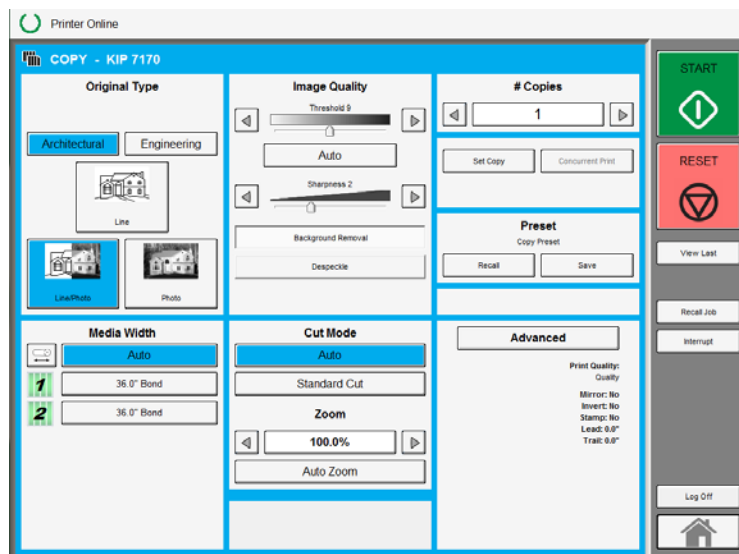 Printer Online
COPY - KIP 7170
Original Type
Architectural
Engineering
Line
Line/Photo
Photo
Image Quality
Threshold 9
Auto
Sharpness 2
Background Removal
Despeckle
# Copies
1
Set Copy
Concurrent Print
Preset
Copy Preset
Recall
Save
Media Width
Auto
1
36.0" Bond
2
36.0" Bond
Cut Mode
Auto
Standard Cut
Zoom
100.0%
Auto Zoom
Advanced
Print Quality:
Quality
Mirror: No
Invert: No
Stamp: No
Lead: 0.0"
Trail: 0.0"
START
RESET
View Last
Recall Job
Interrupt
Log Off